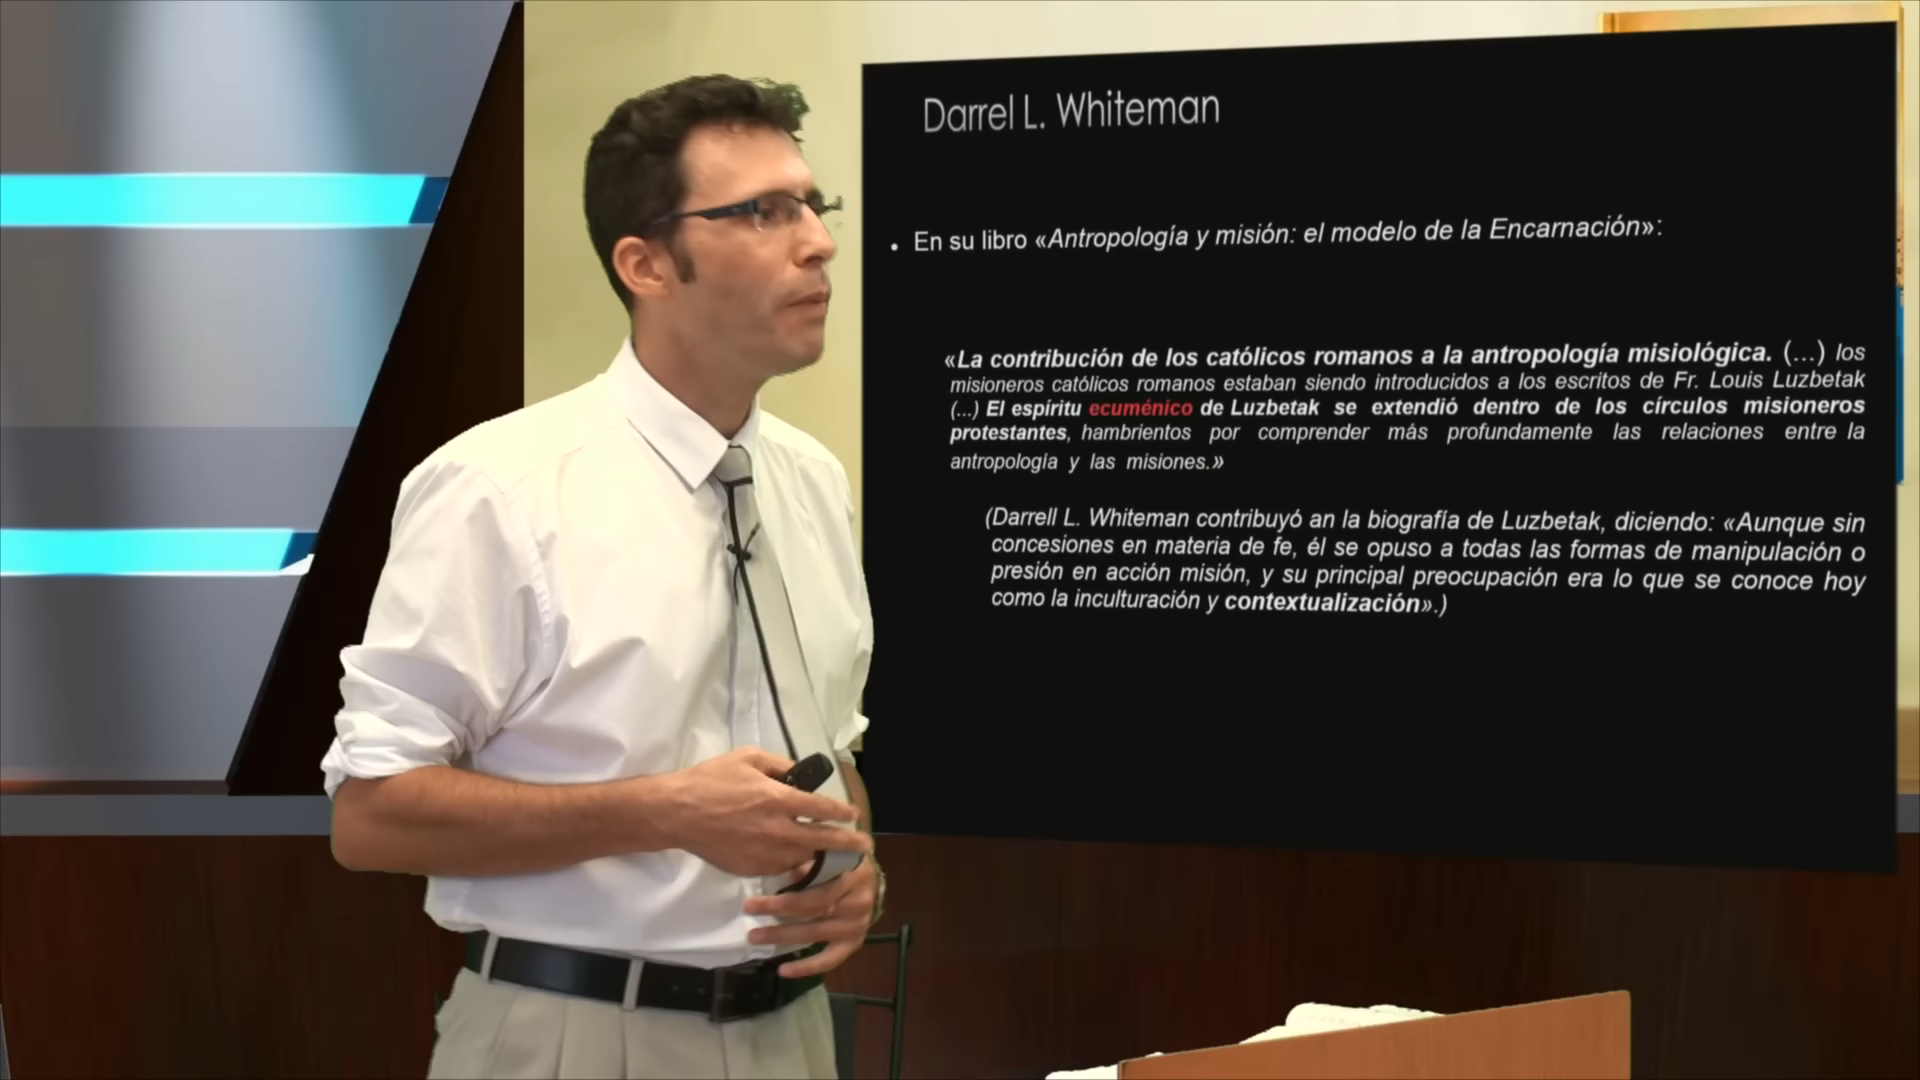 Darrel L. Whiteman
• En su libro «Antropología y misión: el modelo de la Encarnación»:
«La contribución de los católicos romanos a la antropología misiológica. (...) los
misioneros católicos romanos estaban siendo introducidos a los escritos de Fr. Louis Luzbetak
(...) El espíritu ecuménico de Luzbetak se extendió dentro de los círculos misioneros
protestantes, hambrientos por comprender más profundamente las relaciones entre la
antropología y las misiones.»
(Darrell L. Whiteman contribuyó an la biografía de Luzbetak, diciendo: «Aunque sin
concesiones en materia de fe, él se opuso a todas las formas de manipulación o
presión en acción misión, y su principal preocupación era lo que se conoce hoy
como la inculturación y contextualización».)